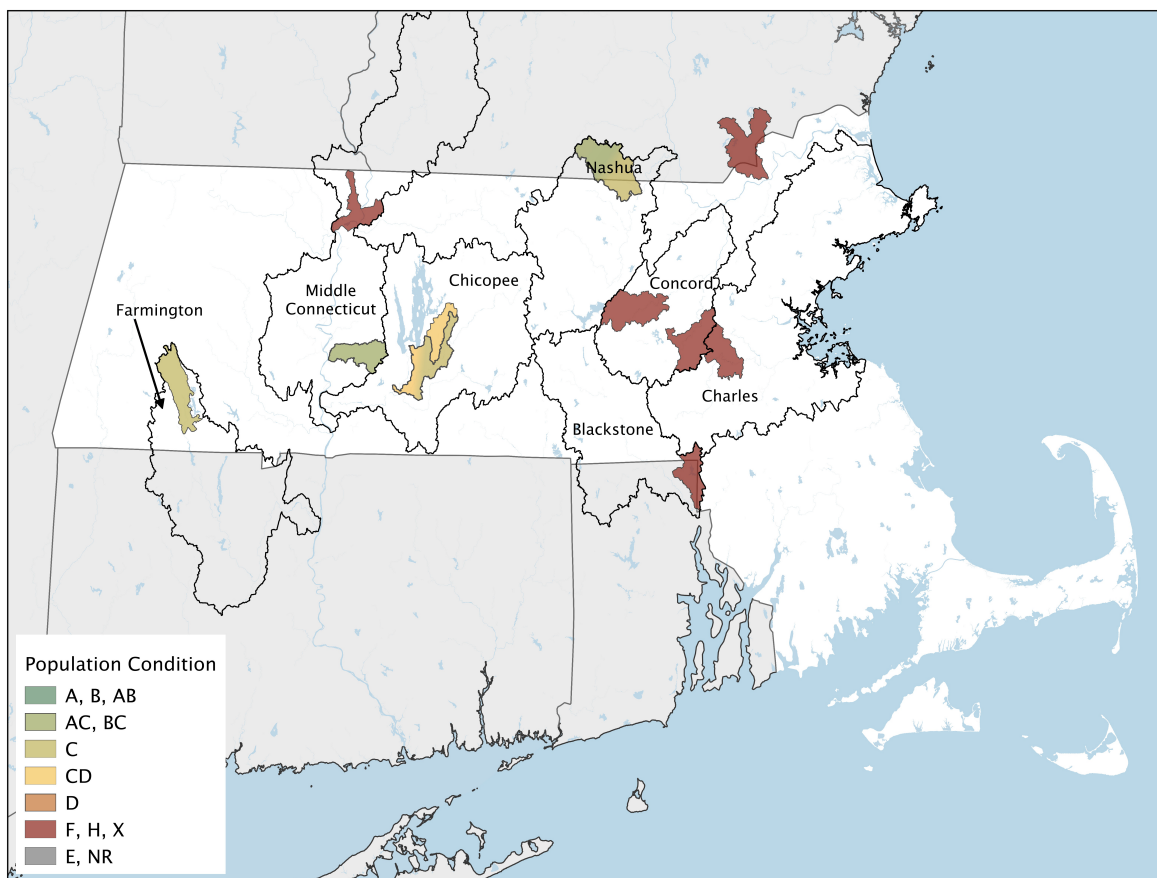 Nashua
Chicopee
Concord
Middle
Connecticut
Farmington
Charles
Blackstone
Population Condition
A, B, AB
AC, BC
C
CD
D
F, H, X
E, NR